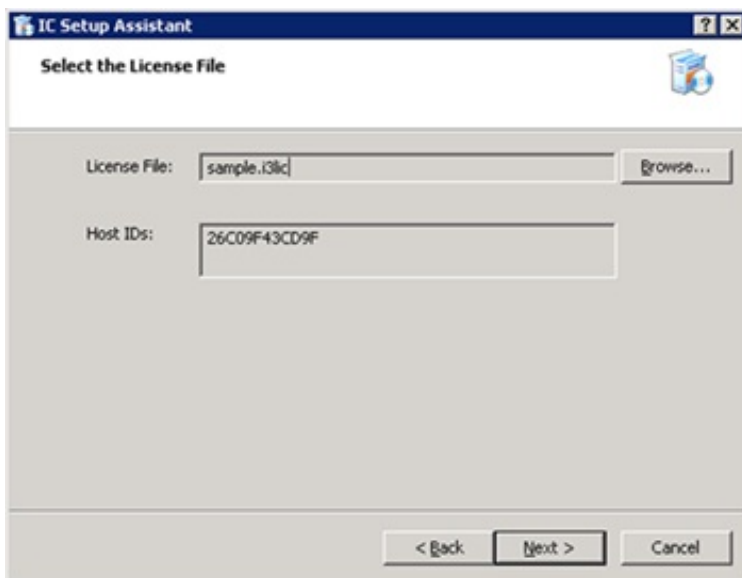 IC Setup Assistant
Select the License File
License File: sample.i3lic Browse...
Host IDs: 26C09F43CD9F
< Back Next > Cancel